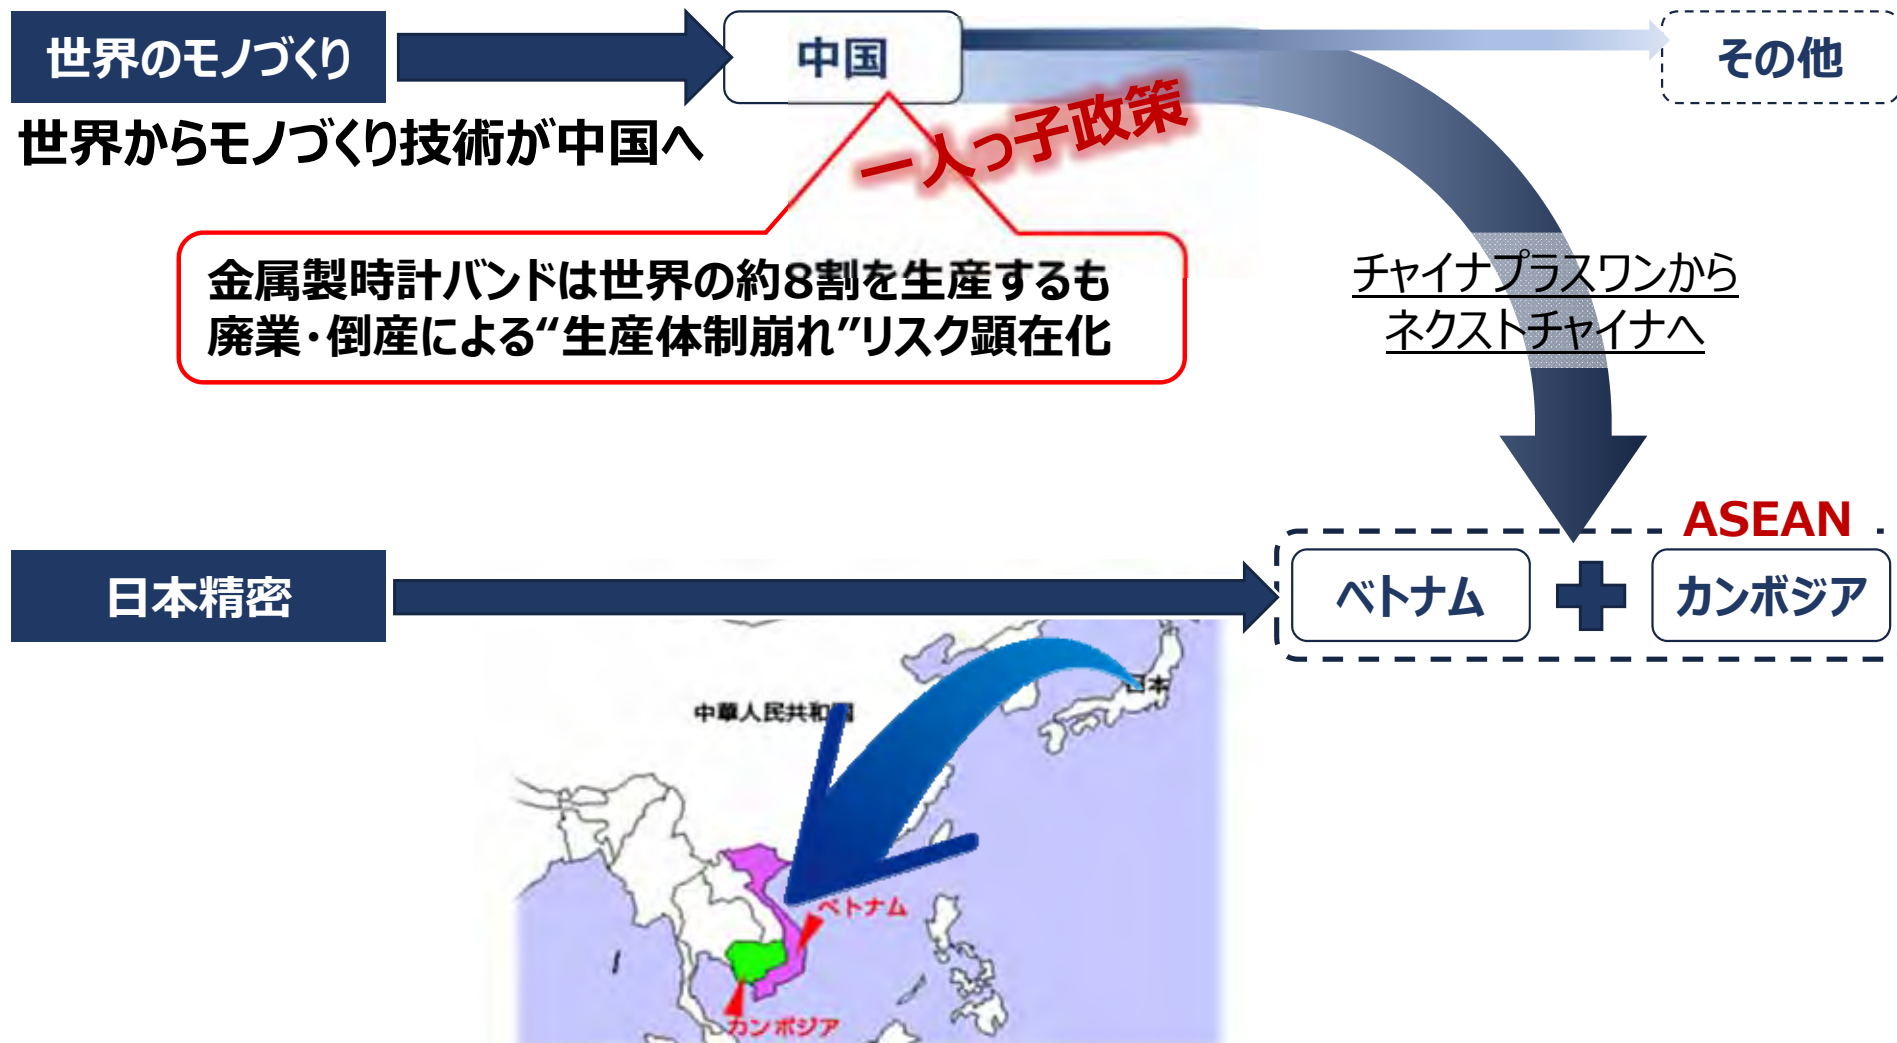 世界のモノづくり
中国
その他
世界からモノづくり技術が中国へ
一人っ子政策
金属製時計バンドは世界の約8割を生産するも
廃業・倒産による“生産体制崩れ”リスク顕在化
チャイナプラスワンから
ネクストチャイナへ
ASEAN
日本精密
ベトナム
カンボジア
日本
中華人民共和国
ベトナム
カンボジア